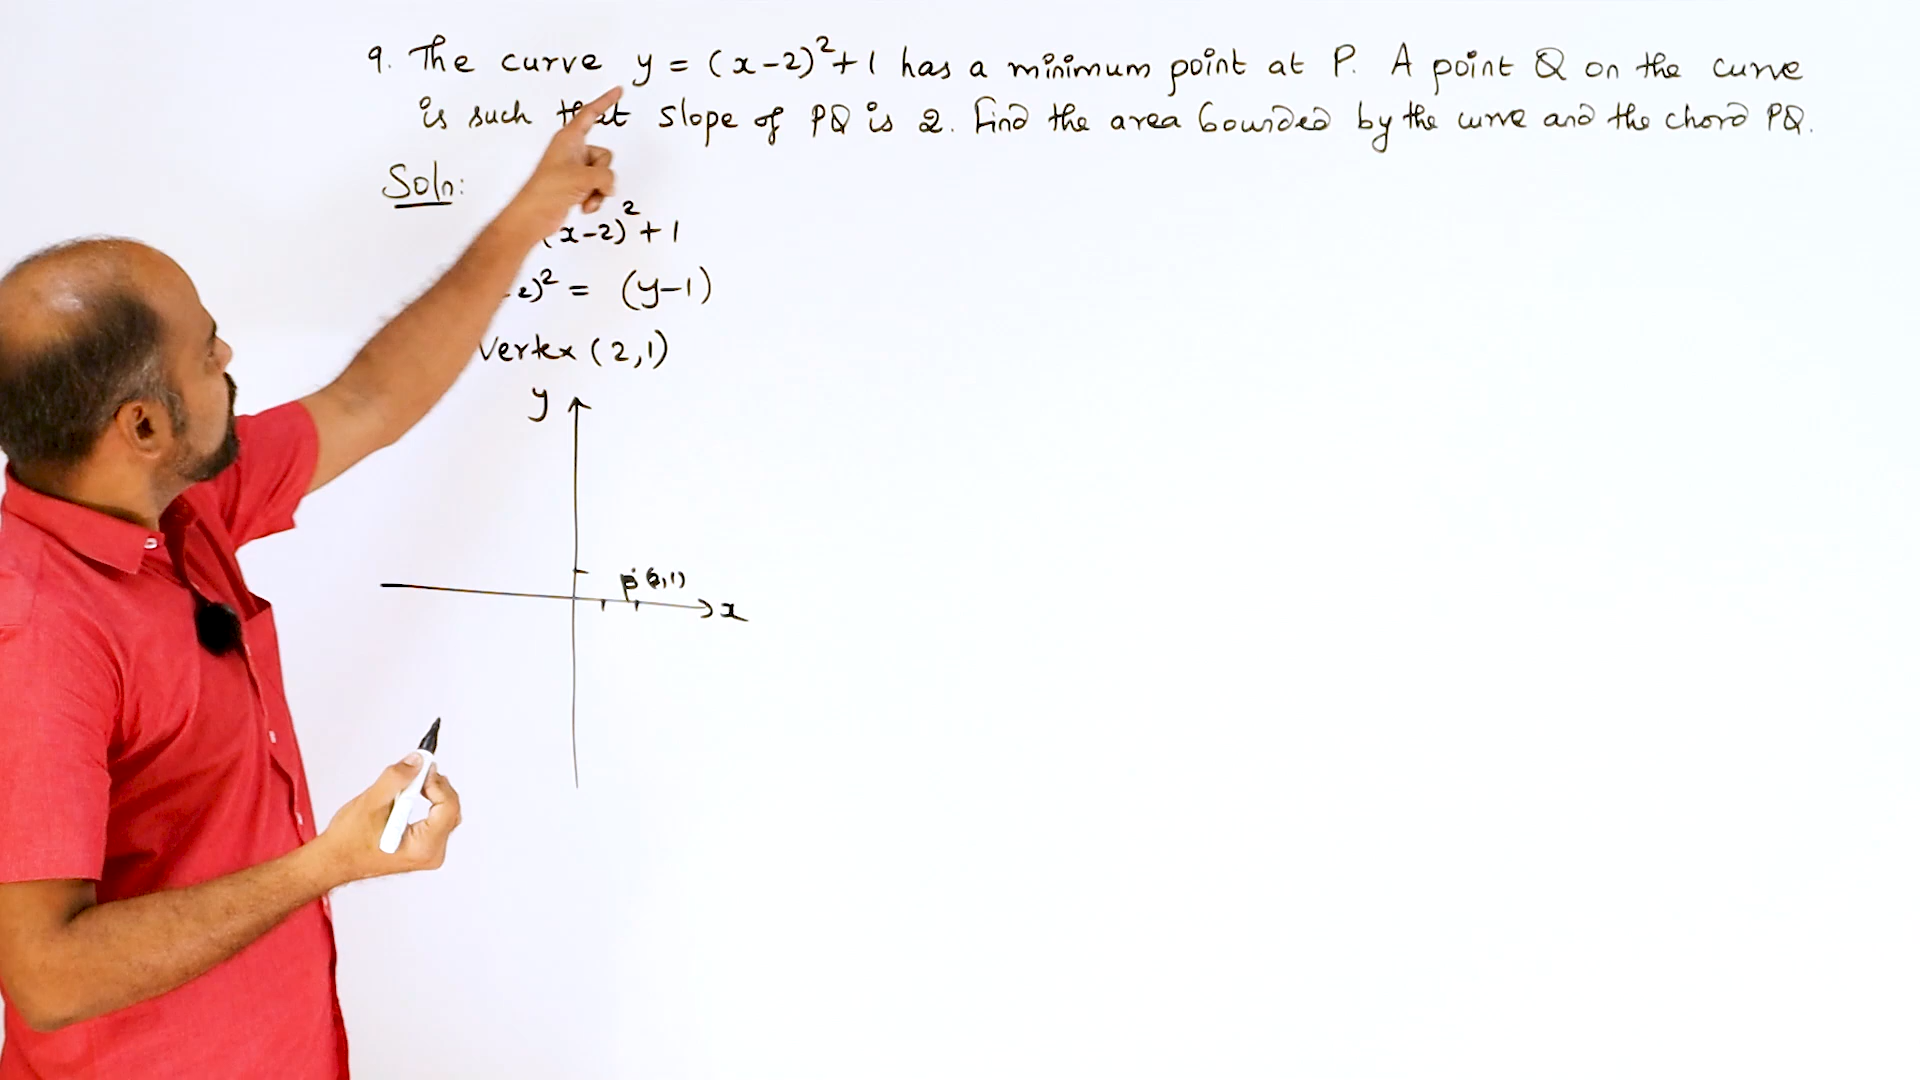 9. The curve y = (x-2)²+1 has a minimum point at P. A point Q on the curve
is such that slope of PQ is 2. Find the area bounded by the curve and the chord PQ.
Soln:
(x-2)²+1
2)² = (y-1)
Vertex (2,1)
y
P (2,1)
x